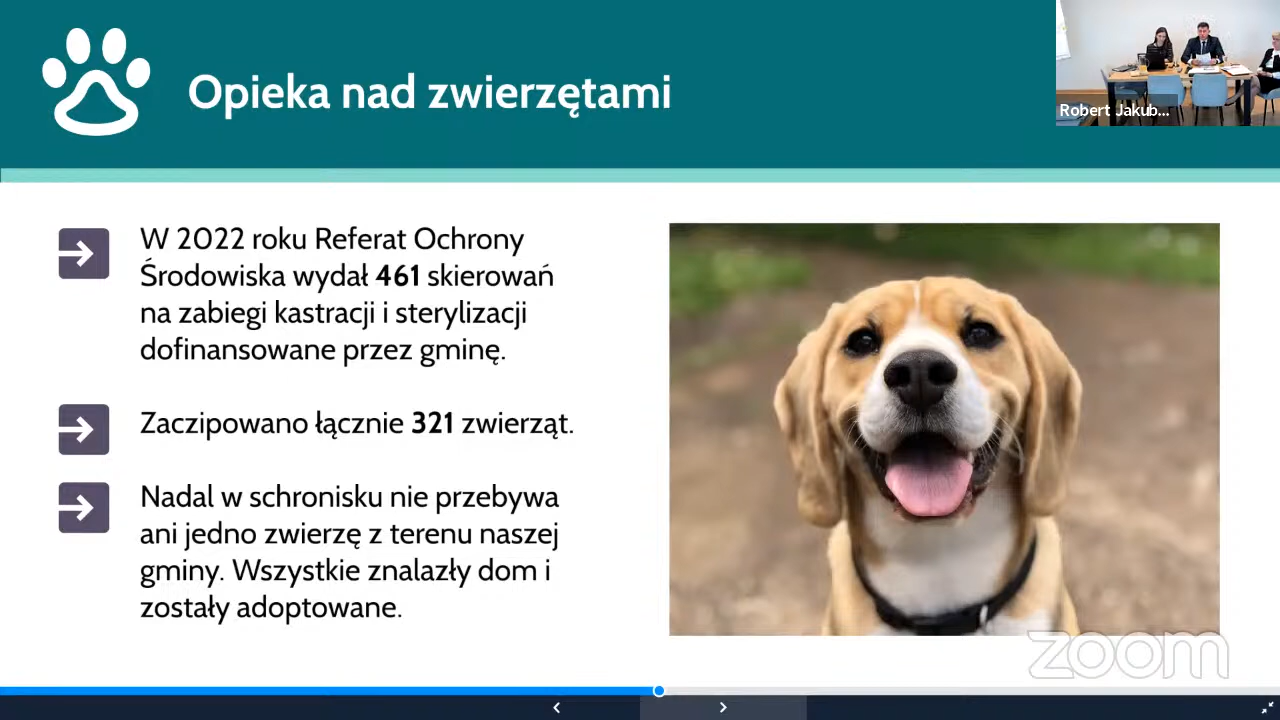 Opieka nad zwierzętami
Robert Jakub...
W 2022 roku Referat Ochrony
Środowiska wydał 461 skierowań
na zabiegi kastracji i sterylizacji
dofinansowane przez gminę.
Zaczipowano łącznie 321 zwierząt.
Nadal w schronisku nie przebywa
ani jedno zwierzę z terenu naszej
gminy. Wszystkie znalazły dom i
zostały adoptowane.
zoom